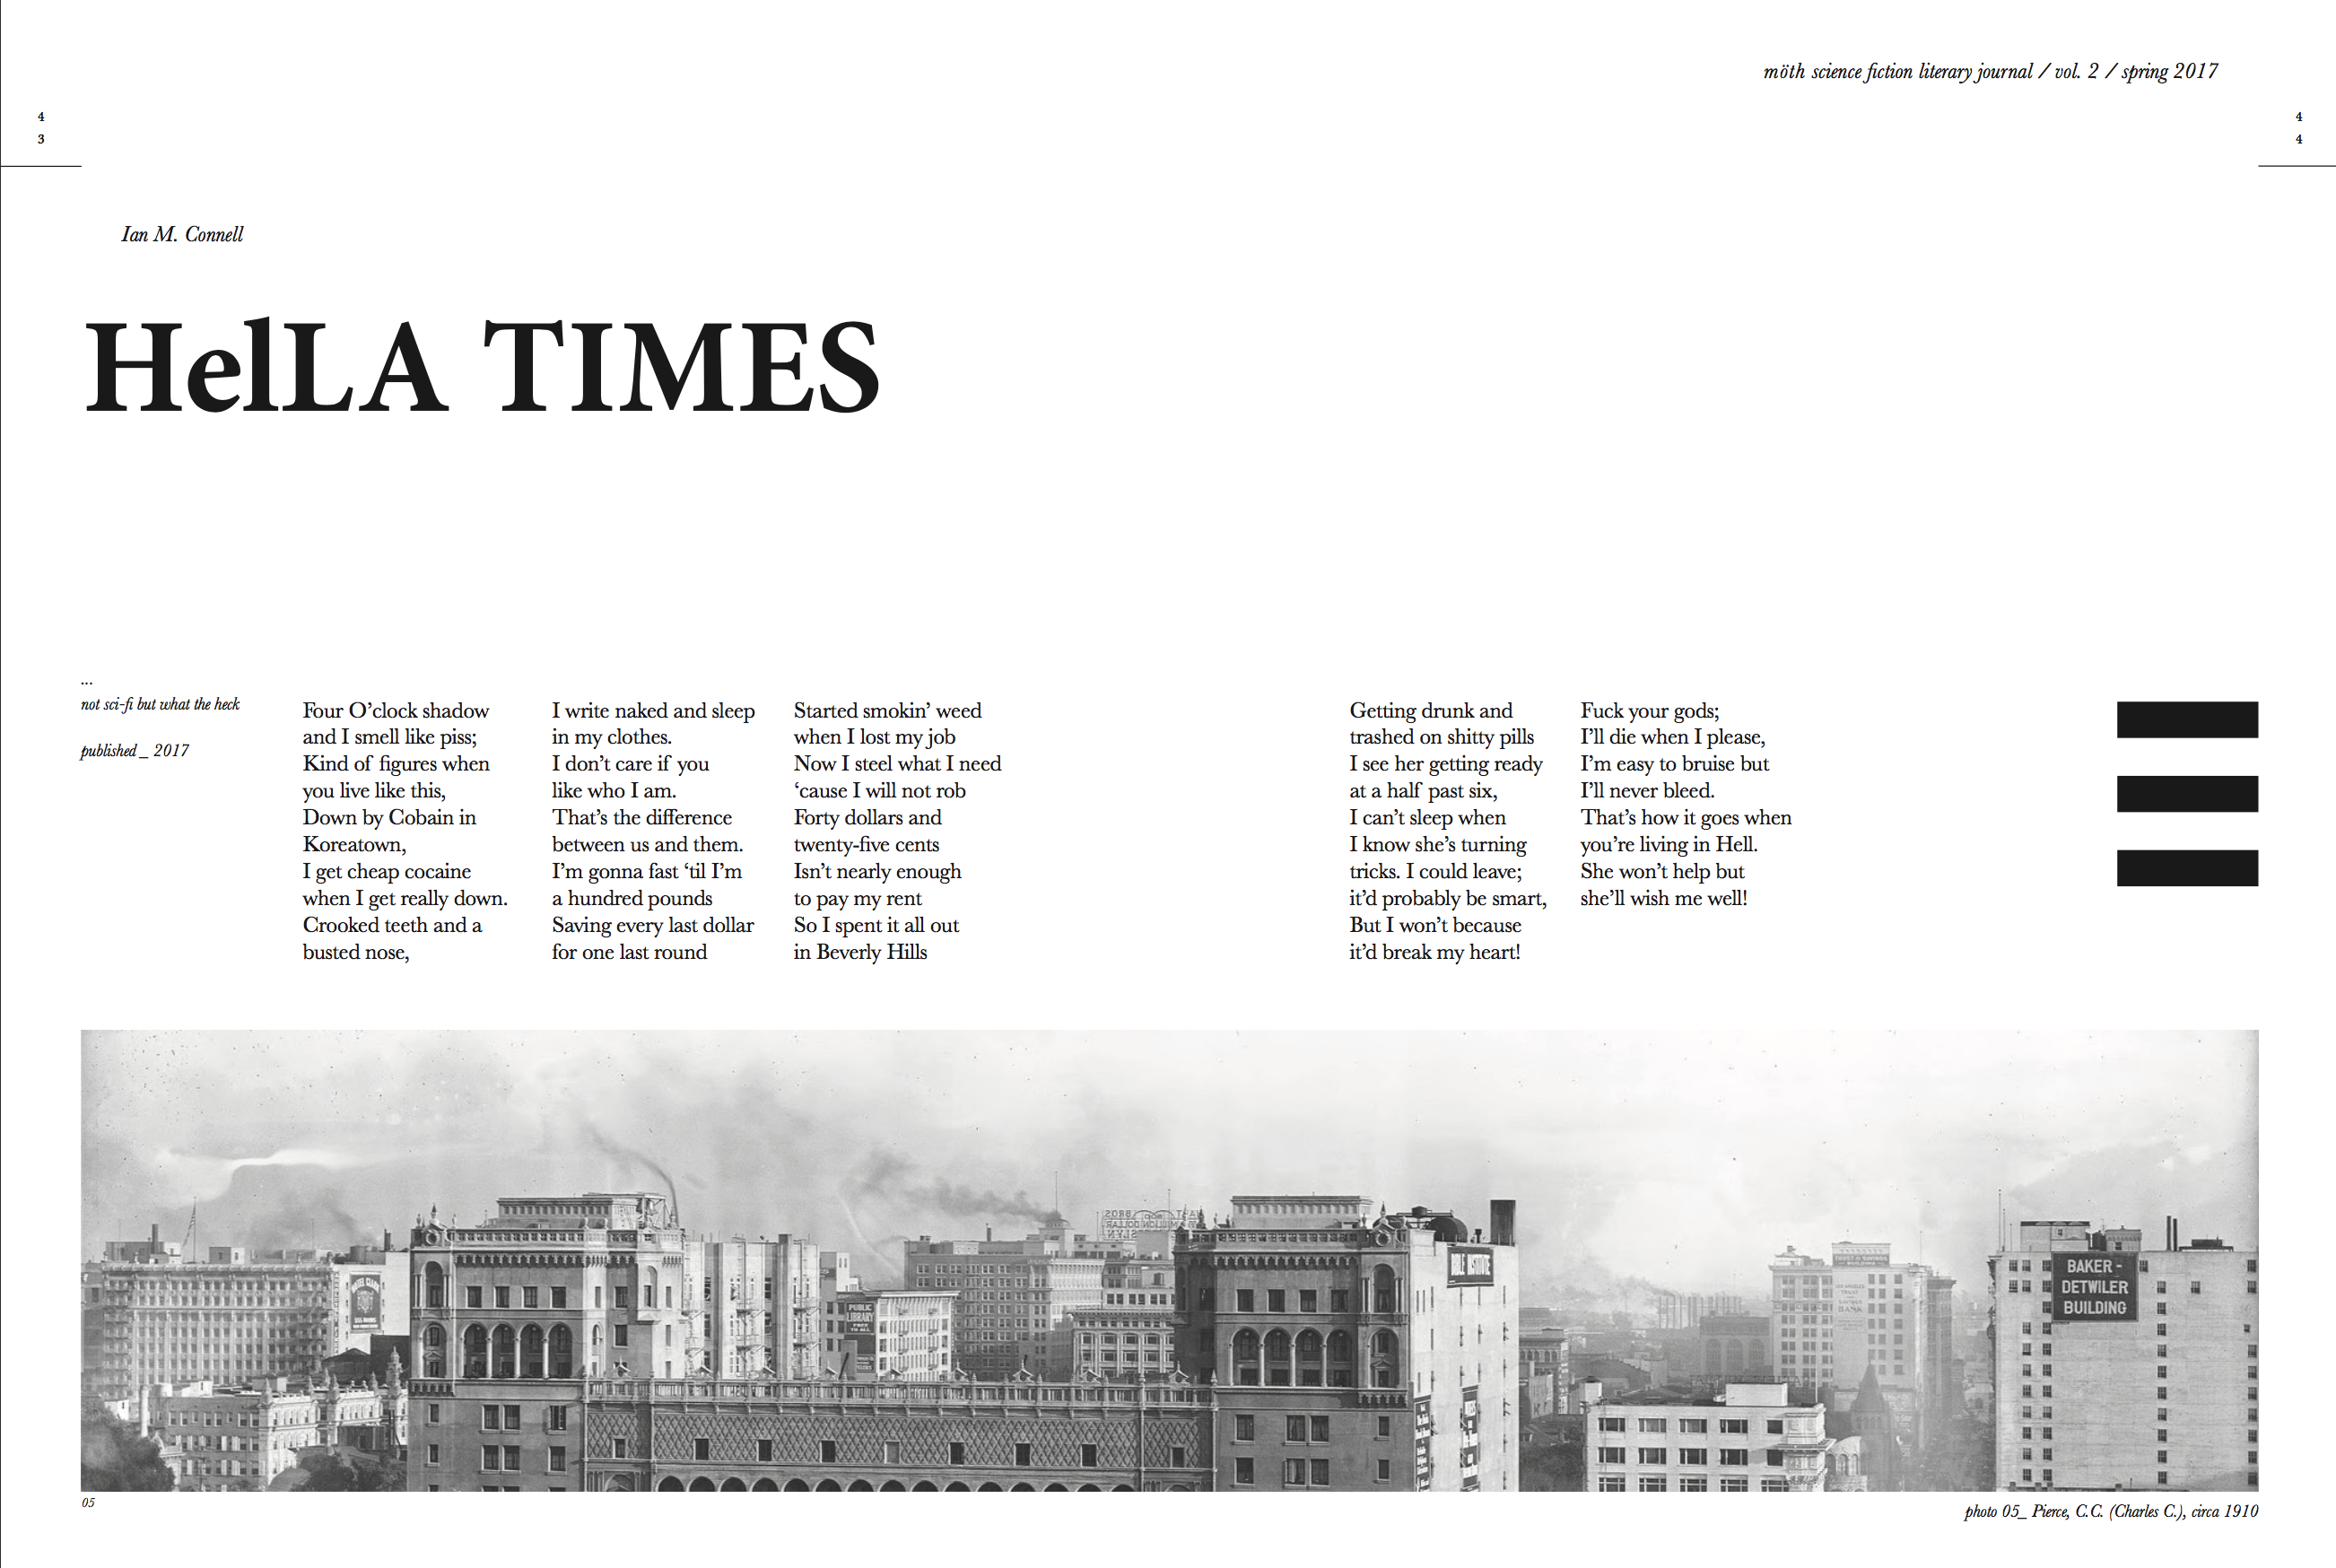 möth science fiction literary journal / vol. 2 / spring 2017
4
3
4
4
Ian M. Connell
HelLA TIMES
...
not sci-fi but what the heck
published _ 2017
Four O’clock shadow
and I smell like piss;
Kind of figures when
you live like this,
Down by Cobain in
Koreatown,
I get cheap cocaine
when I get really down.
Crooked teeth and a
busted nose,
I write naked and sleep
in my clothes.
I don’t care if you
like who I am.
That’s the difference
between us and them.
I’m gonna fast ‘til I’m
a hundred pounds
Saving every last dollar
for one last round
Started smokin’ weed
when I lost my job
Now I steel what I need
‘cause I will not rob
Forty dollars and
twenty-five cents
Isn’t nearly enough
to pay my rent
So I spent it all out
in Beverly Hills
Getting drunk and
trashed on shitty pills
I see her getting ready
at a half past six,
I can’t sleep when
I know she’s turning
tricks. I could leave;
it’d probably be smart,
But I won’t because
it’d break my heart!
Fuck your gods;
I’ll die when I please,
I’m easy to bruise but
I’ll never bleed.
That’s how it goes when
you’re living in Hell.
She won’t help but
she’ll wish me well!
PUBLIC
LIBRARY
BANK
BAKER -
DETWILER
BUILDING
05
photo 05_ Pierce, C.C. (Charles C.), circa 1910